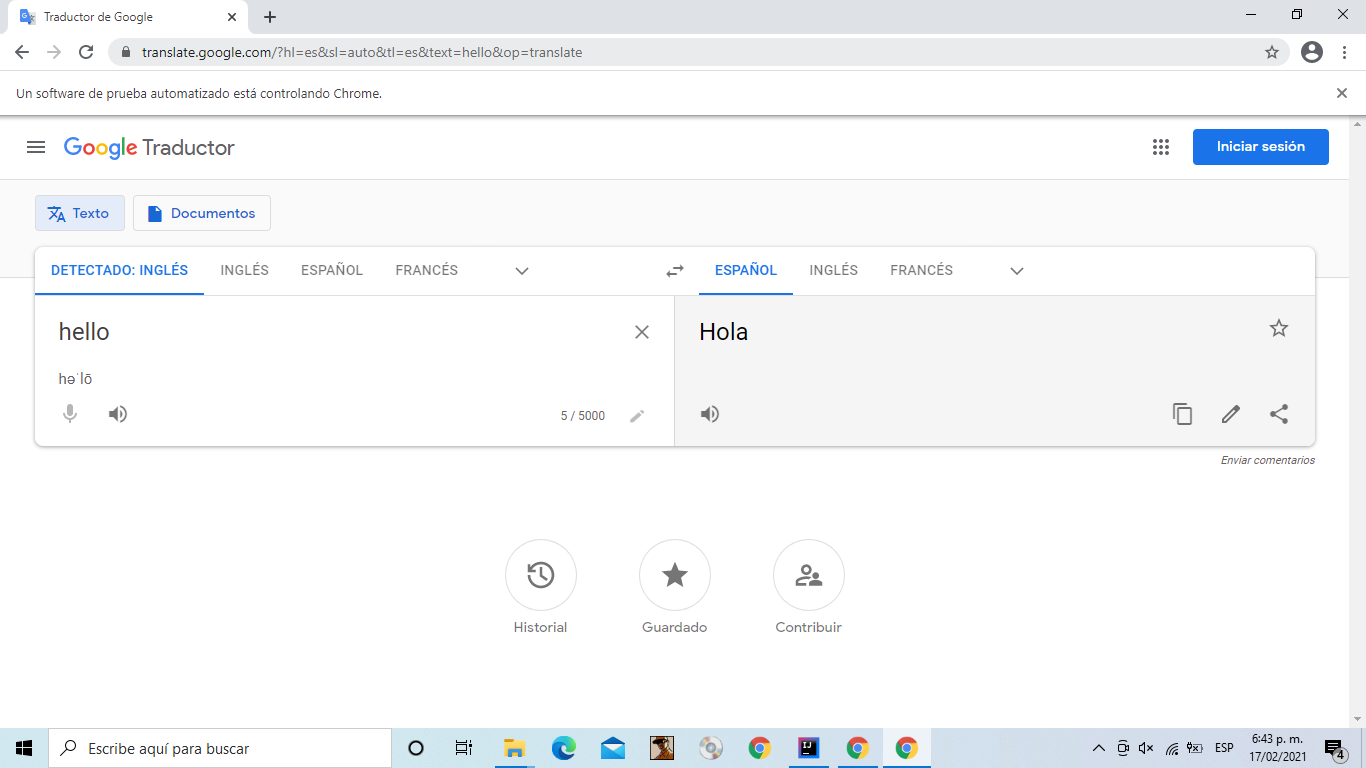 Traductor de Google
translate.google.com/?hl=es&sl=auto&tl=es&text=hello&op=translate
Un software de prueba automatizado está controlando Chrome.
Google Traductor
Iniciar sesión
Texto Documentos
DETECTADO: INGLÉS INGLÉS ESPAÑOL FRANCÉS ESPAÑOL INGLÉS FRANCÉS
hello
Hola
həˈlō
5 / 5000
Enviar comentarios
Historial Guardado Contribuir
Escribe aquí para buscar
ESP
6:43 p. m.
17/02/2021
4